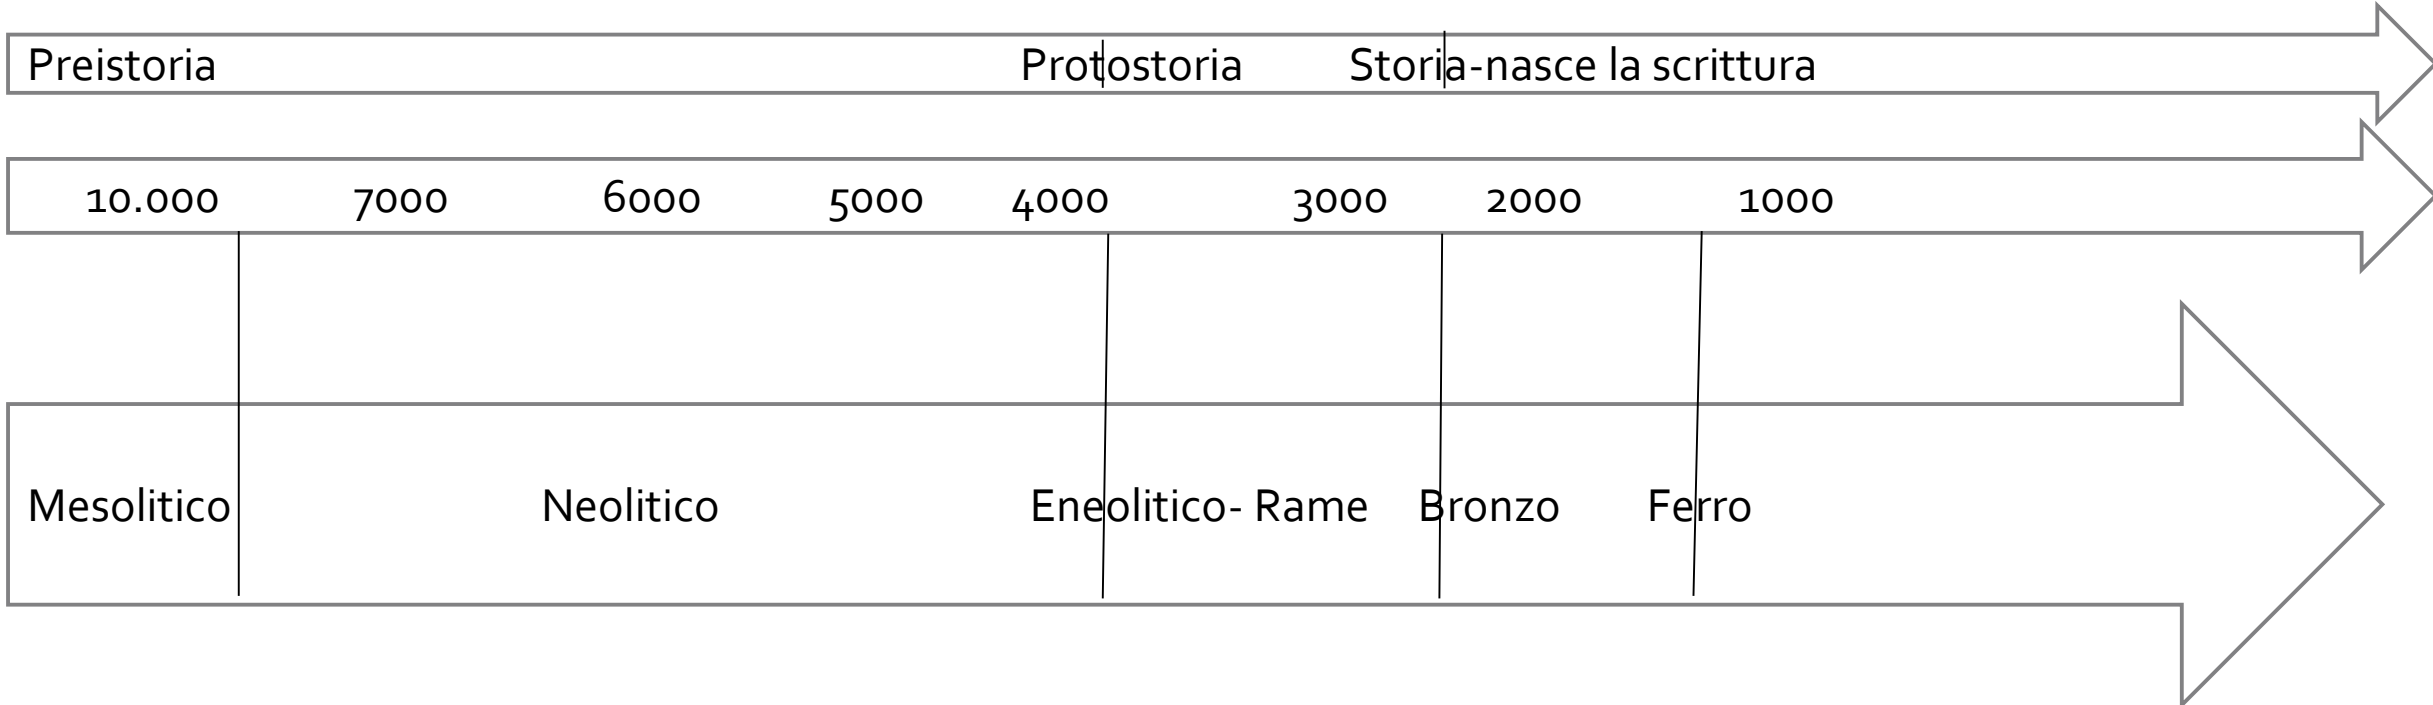 Preistoria Protostoria Storia-nasce la scrittura
10.000 7000 6000 5000 4000 3000 2000 1000
Mesolitico Neolitico Eneolitico- Rame Bronzo Ferro